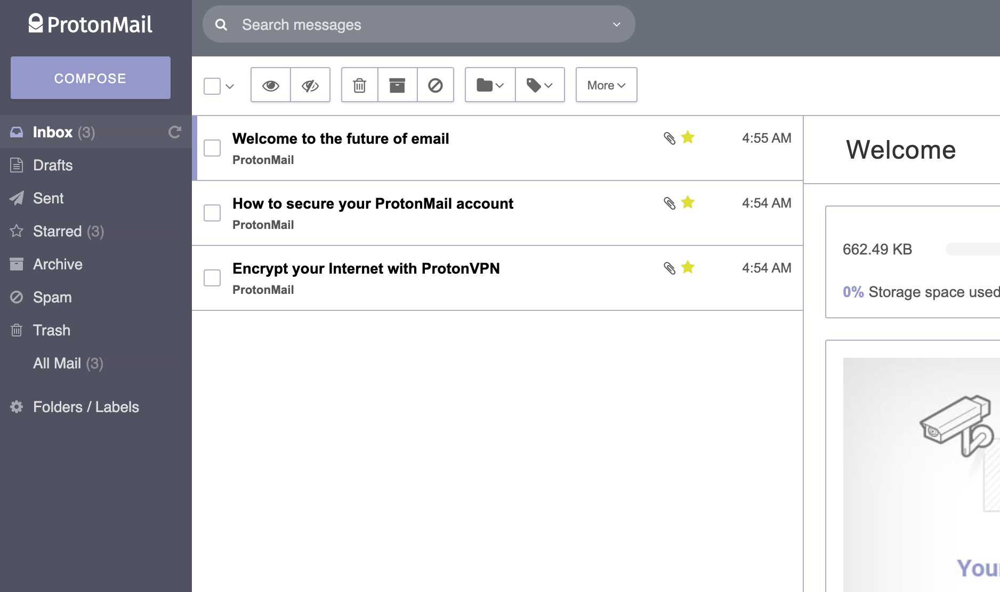 ProtonMail
Search messages
COMPOSE
More
Inbox (3)
Drafts
Sent
Starred (3)
Archive
Spam
Trash
All Mail (3)
Folders / Labels
Welcome to the future of email
4:55 AM
ProtonMail
How to secure your ProtonMail account
4:54 AM
ProtonMail
Encrypt your Internet with ProtonVPN
4:54 AM
ProtonMail
Welcome
662.49 KB
0% Storage space used
You